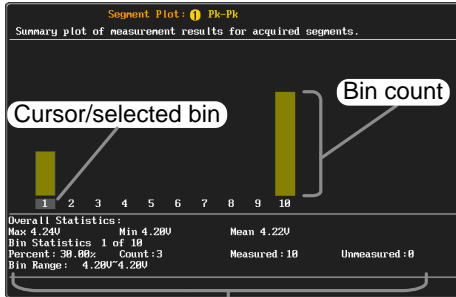 Segment Plot: 1 Pk-Pk
Summary plot of measurement results for acquired segments.
Bin count
Cursor/selected bin
1 2 3 4 5 6 7 8 9 10
Overall Statistics:
Max 4.24V Min 4.20V Mean 4.22V
Bin Statistics 1 of 10
Percent: 30.00% Count:3 Measured:10 Unmeasured:0
Bin Range: 4.20V~4.20V